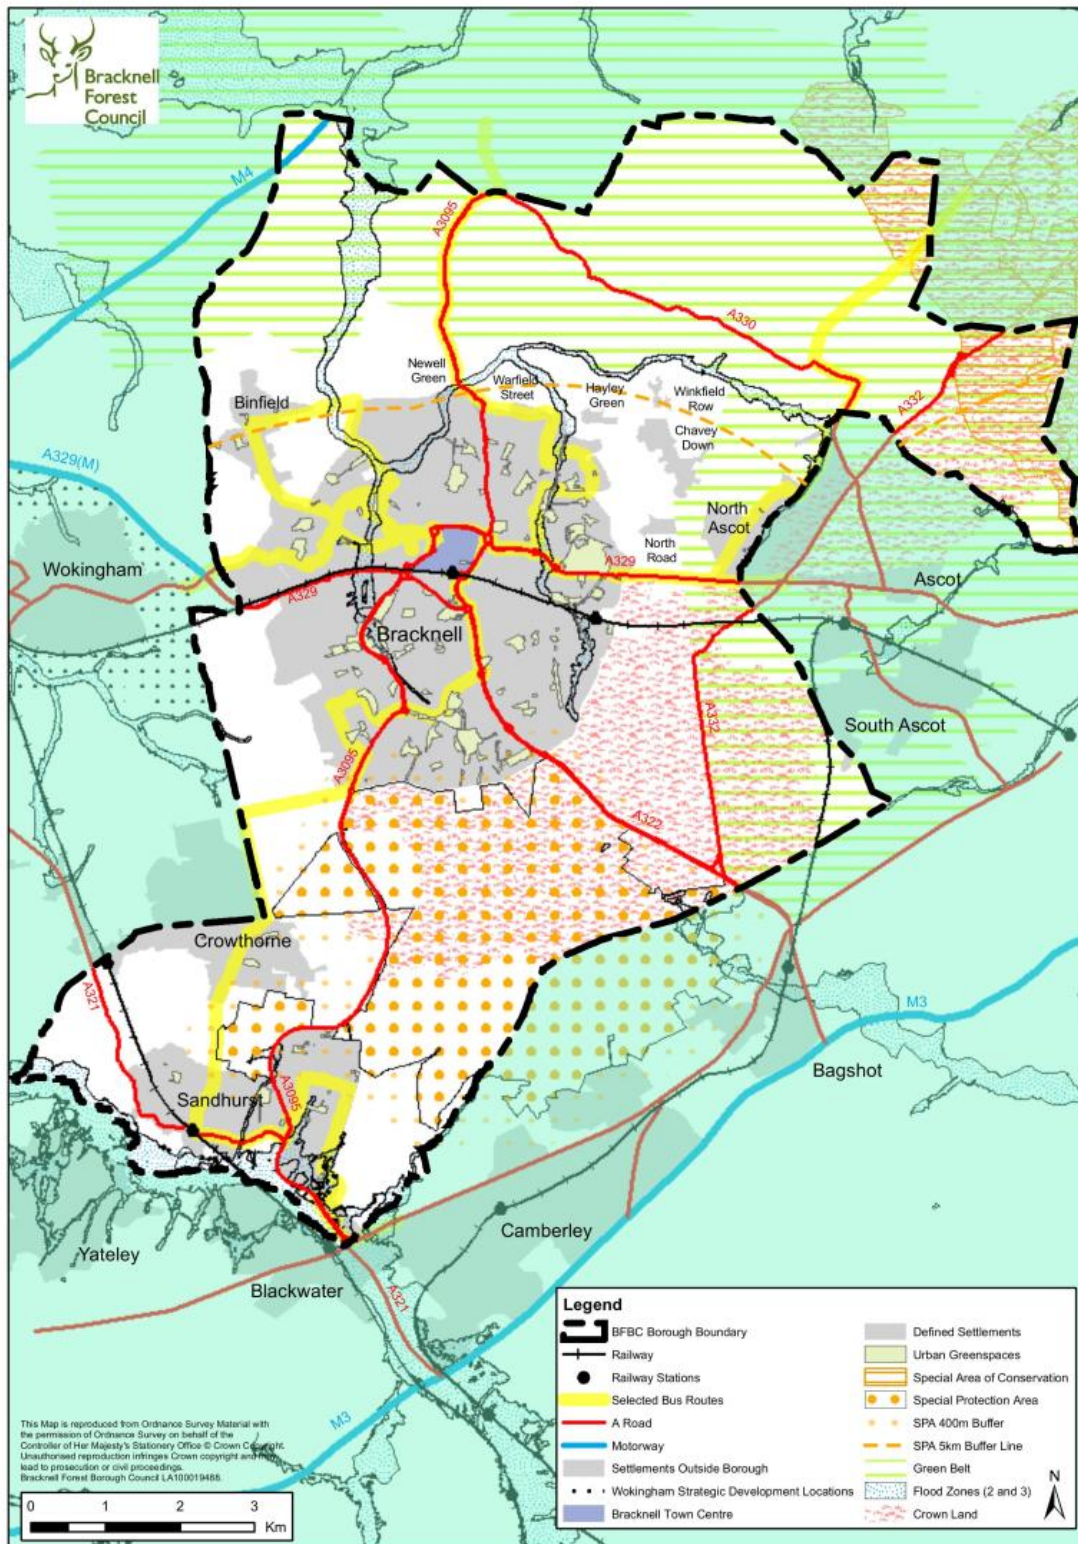 Bracknell
Forest
Council
M4
A3095
A330
A332
Newell
Green
Warfield
Street
Hayley
Green
Winkfield
Row
Binfield
Chavey
Down
A329(M)
North
Ascot
North
Road
Wokingham
A329
A329
Ascot
Bracknell
South Ascot
A332
A3095
A322
Crowthorne
A321
M3
Bagshot
Sandhurst
A3095
Camberley
Yateley
Blackwater
A321
M3
Legend
BFBC Borough Boundary
Railway
Railway Stations
Selected Bus Routes
A Road
Motorway
Settlements Outside Borough
Wokingham Strategic Development Locations
Bracknell Town Centre
Defined Settlements
Urban Greenspaces
Special Area of Conservation
Special Protection Area
SPA 400m Buffer
SPA 5km Buffer Line
Green Belt
Flood Zones (2 and 3)
Crown Land
N
This Map is reproduced from Ordnance Survey Material with
the permission of Ordnance Survey on behalf of the
Controller of Her Majesty's Stationery Office © Crown Copyright.
Unauthorised reproduction infringes Crown copyright and may
lead to prosecution or civil proceedings.
Bracknell Forest Borough Council LA100019488.
0 1 2 3
Km